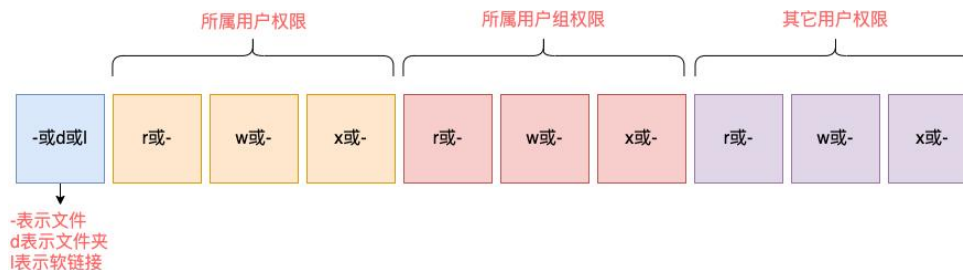 所属用户权限
所属用户组权限
其它用户权限
-或d或l
r或-
w或-
x或-
r或-
w或-
x或-
r或-
w或-
x或-
-表示文件
d表示文件夹
l表示软链接